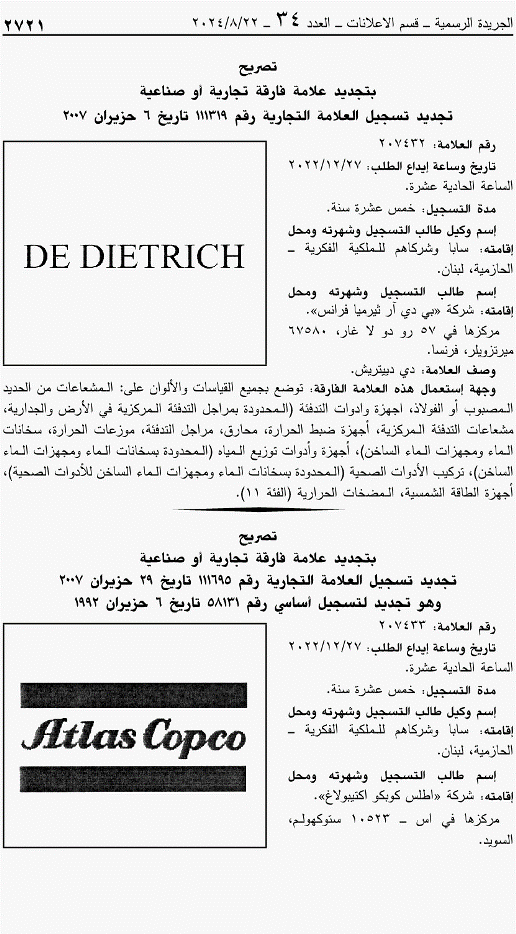 الجريدة الرسمية ــ قسم الاعلانات ــ العدد ٣٤ ــ ٢٠٢٤/٨/٢٢
٢٧٢١
تصريح
بتجديد علامة فارقة تجارية أو صناعية
تجديد تسجيل العلامة التجارية رقم ١١١٣١٩ تاريخ ٦ حزيران ٢٠٠٧
رقم العلامة: ٢٠٧٤٣٢
تاريخ وساعة إيداع الطلب: ٢٠٢٢/١٢/٢٧
الساعة الحادية عشرة.
مدة التسجيل: خمس عشرة سنة.
إسم وكيل طالب التسجيل وشهرته ومحل
إقامته: سابا وشركاهم للملكية الفكرية ــ
الحازمية، لبنان.
إسم طالب التسجيل وشهرته ومحل
إقامته: شركة «بي دي آر ثيرميا فرانس».
مركزها في ٥٧ رو دو لا غار، ٦٧٥٨٠
ميرتزويلر، فرنسا.
DE DIETRICH
وصف العلامة: دي دييتريش.
وجهة إستعمال هذه العلامة الفارقة: توضع بجميع القياسات والألوان على: المشعاعات من الحديد
المصبوب أو الفولاذ، اجهزة وادوات التدفئة (المحدودة بمراجل التدفئة المركزية في الأرض والجدارية،
مشعاعات التدفئة المركزية، أجهزة ضبط الحرارة، محارق، مراجل التدفئة، موزعات الحرارة، سخانات
الماء ومجهزات الماء الساخن)، أجهزة وأدوات توزيع المياه (المحدودة بسخانات الماء ومجهزات الماء
الساخن)، تركيب الأدوات الصحية (المحدودة بسخانات الماء ومجهزات الماء الساخن للأدوات الصحية)،
أجهزة الطاقة الشمسية، المضخات الحرارية (الفئة ١١).
تصريح
بتجديد علامة فارقة تجارية أو صناعية
تجديد تسجيل العلامة التجارية رقم ١١١٦٩٥ تاريخ ٢٩ حزيران ٢٠٠٧
وهو تجديد لتسجيل أساسي رقم ٥٨١٣١ تاريخ ٦ حزيران ١٩٩٢
رقم العلامة: ٢٠٧٤٣٣
تاريخ وساعة إيداع الطلب: ٢٠٢٢/١٢/٢٧
الساعة الحادية عشرة.
مدة التسجيل: خمس عشرة سنة.
إسم وكيل طالب التسجيل وشهرته ومحل
إقامته: سابا وشركاهم للملكية الفكرية ــ
الحازمية، لبنان.
إسم طالب التسجيل وشهرته ومحل
إقامته: شركة «اطلس كوبكو اكتيبولاغ».
مركزها في اس ــ ١٠٥٢٣ ستوكهولم،
السويد.
Atlas Copco